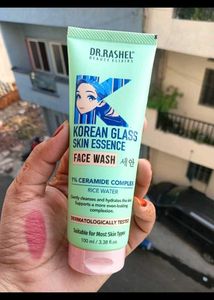 DR.RASHEL
BEAUTE ELIXIRS
KOREAN GLASS
SKIN ESSENCE
FACE WASH 세안
1% CERAMIDE COMPLEX
RICE WATER
Gently cleanses and hydrates the skin
Supports a more even-looking
complexion.
DERMATOLOGICALLY TESTED
Suitable for Most Skin Types
100 ml / 3.38 fl.oz